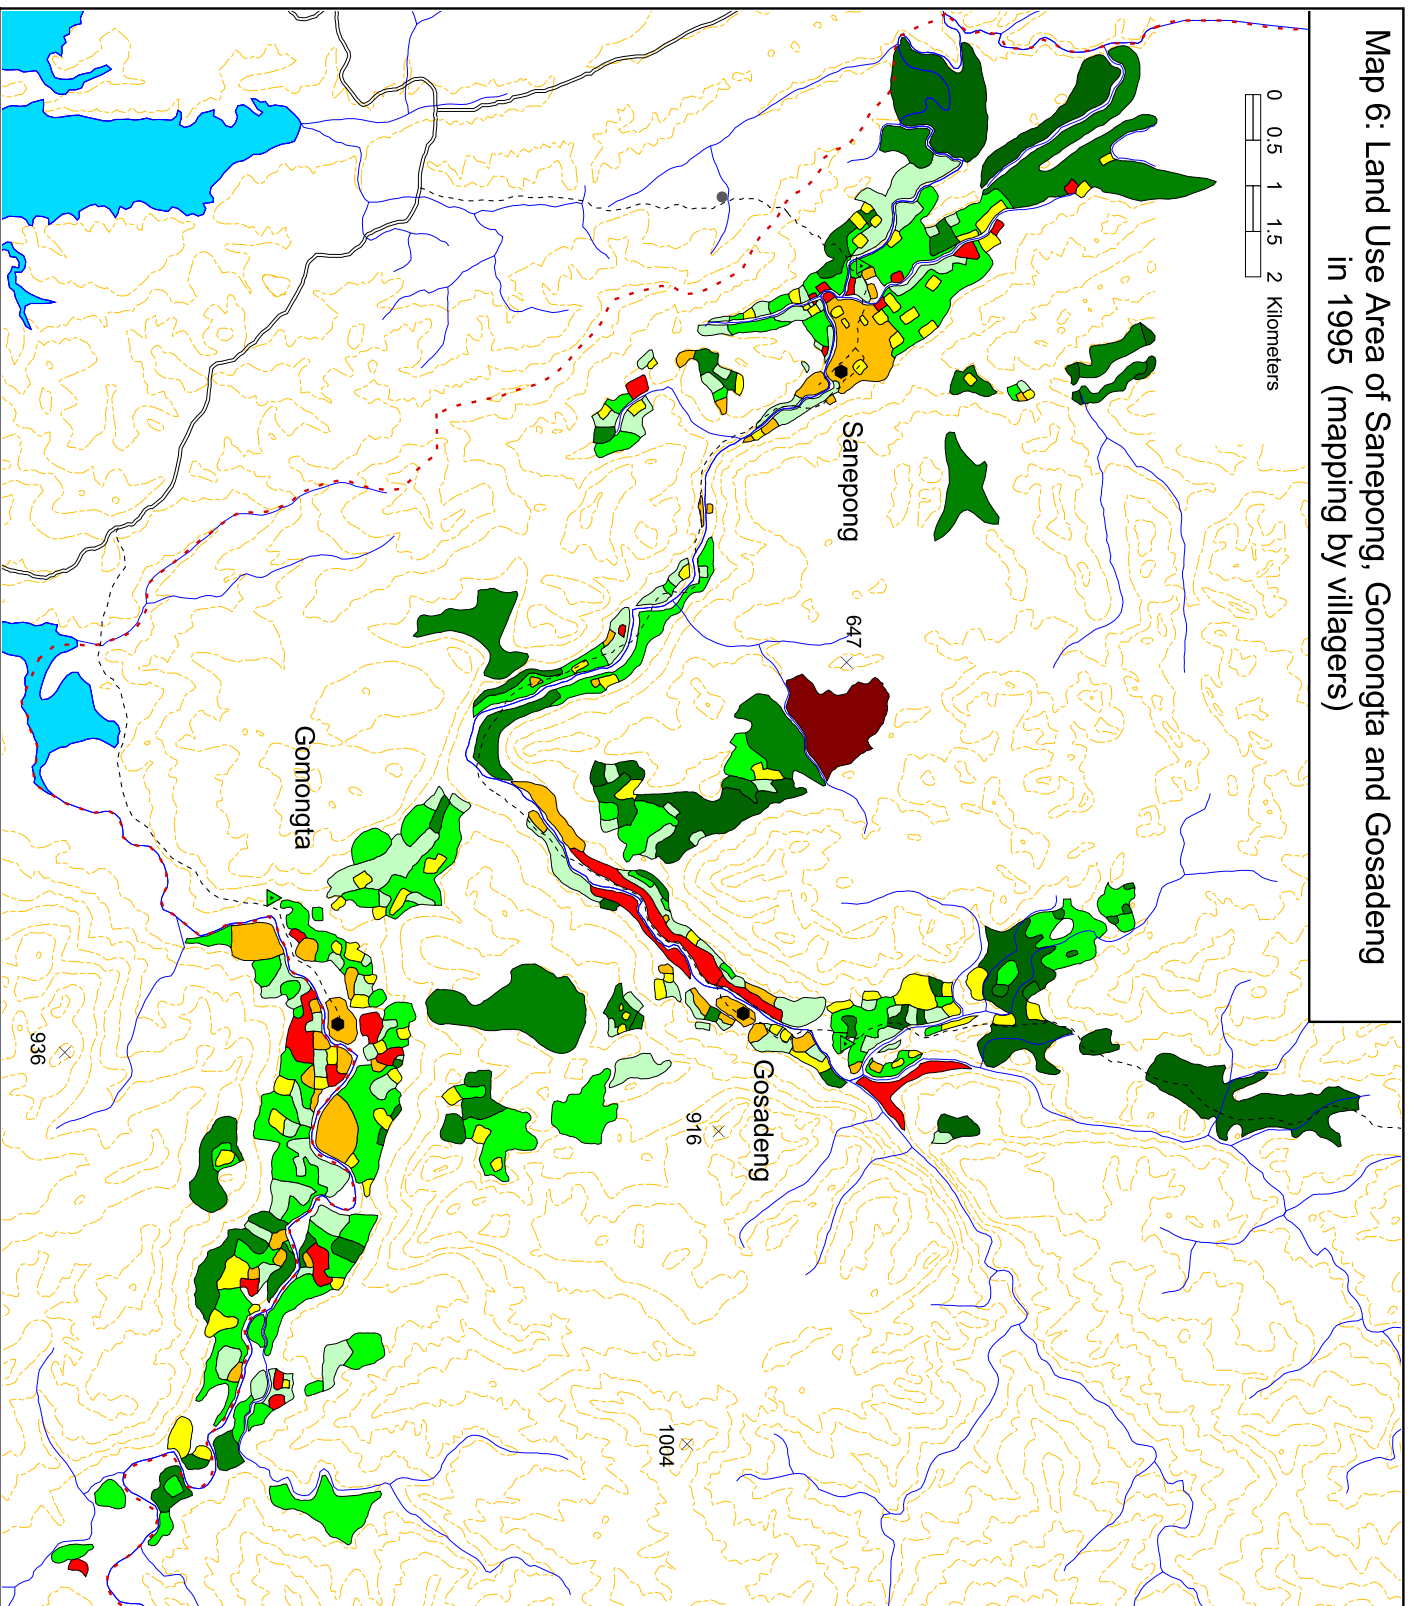 Map 6: Land Use Area of Sanepong, Gomongta and Gosadeng
in 1995 (mapping by villagers)
0 0.5 1 1.5 2 Kilometers
Sanepong
647
Gosadeng
916
1004
Gomongta
936